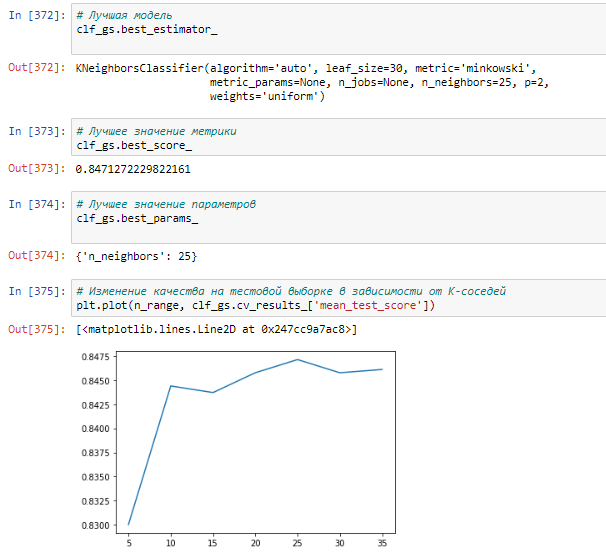 In [372]: # Лучшая модель
clf_gs.best_estimator_
Out[372]: KNeighborsClassifier(algorithm='auto', leaf_size=30, metric='minkowski',
metric_params=None, n_jobs=None, n_neighbors=25, p=2,
weights='uniform')
In [373]: # Лучшее значение метрики
clf_gs.best_score_
Out[373]: 0.8471272229822161
In [374]: # Лучшее значение параметров
clf_gs.best_params_
Out[374]: {'n_neighbors': 25}
In [375]: # Изменение качества на тестовой выборке в зависимости от К-соседей
plt.plot(n_range, clf_gs.cv_results_['mean_test_score'])
Out[375]: [<matplotlib.lines.Line2D at 0x247cc9a7ac8>]
0.8475
0.8450
0.8425
0.8400
0.8375
0.8350
0.8325
0.8300
5 10 15 20 25 30 35